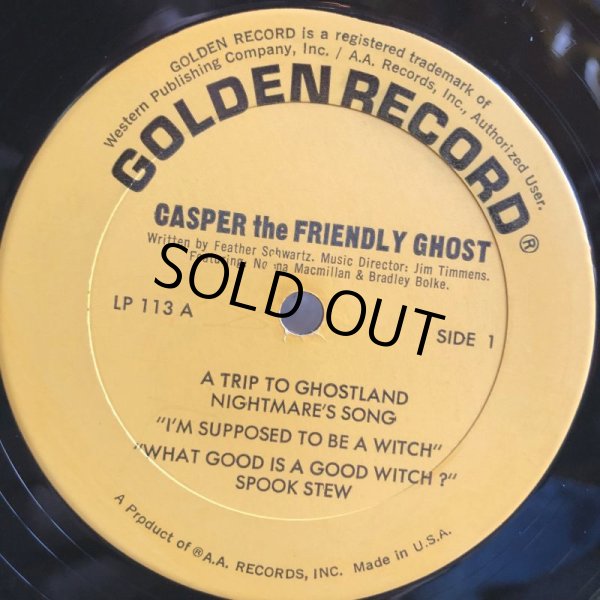 GOLDEN RECORD is a registered trademark of
Western Publishing Company, Inc. / A.A. Records, Inc., Authorized User.
GOLDEN RECORD®
CASPER the FRIENDLY GHOST
Written by Feather Schwartz. Music Director: Jim Timmens.
Featuring: Norma Macmillan & Bradley Bolke.
SOLD OUT
LP 113 A
SIDE 1
A TRIP TO GHOSTLAND
NIGHTMARE'S SONG
"I'M SUPPOSED TO BE A WITCH"
"WHAT GOOD IS A GOOD WITCH?"
SPOOK STEW
A Product of ®A.A. RECORDS, INC. Made in U.S.A.